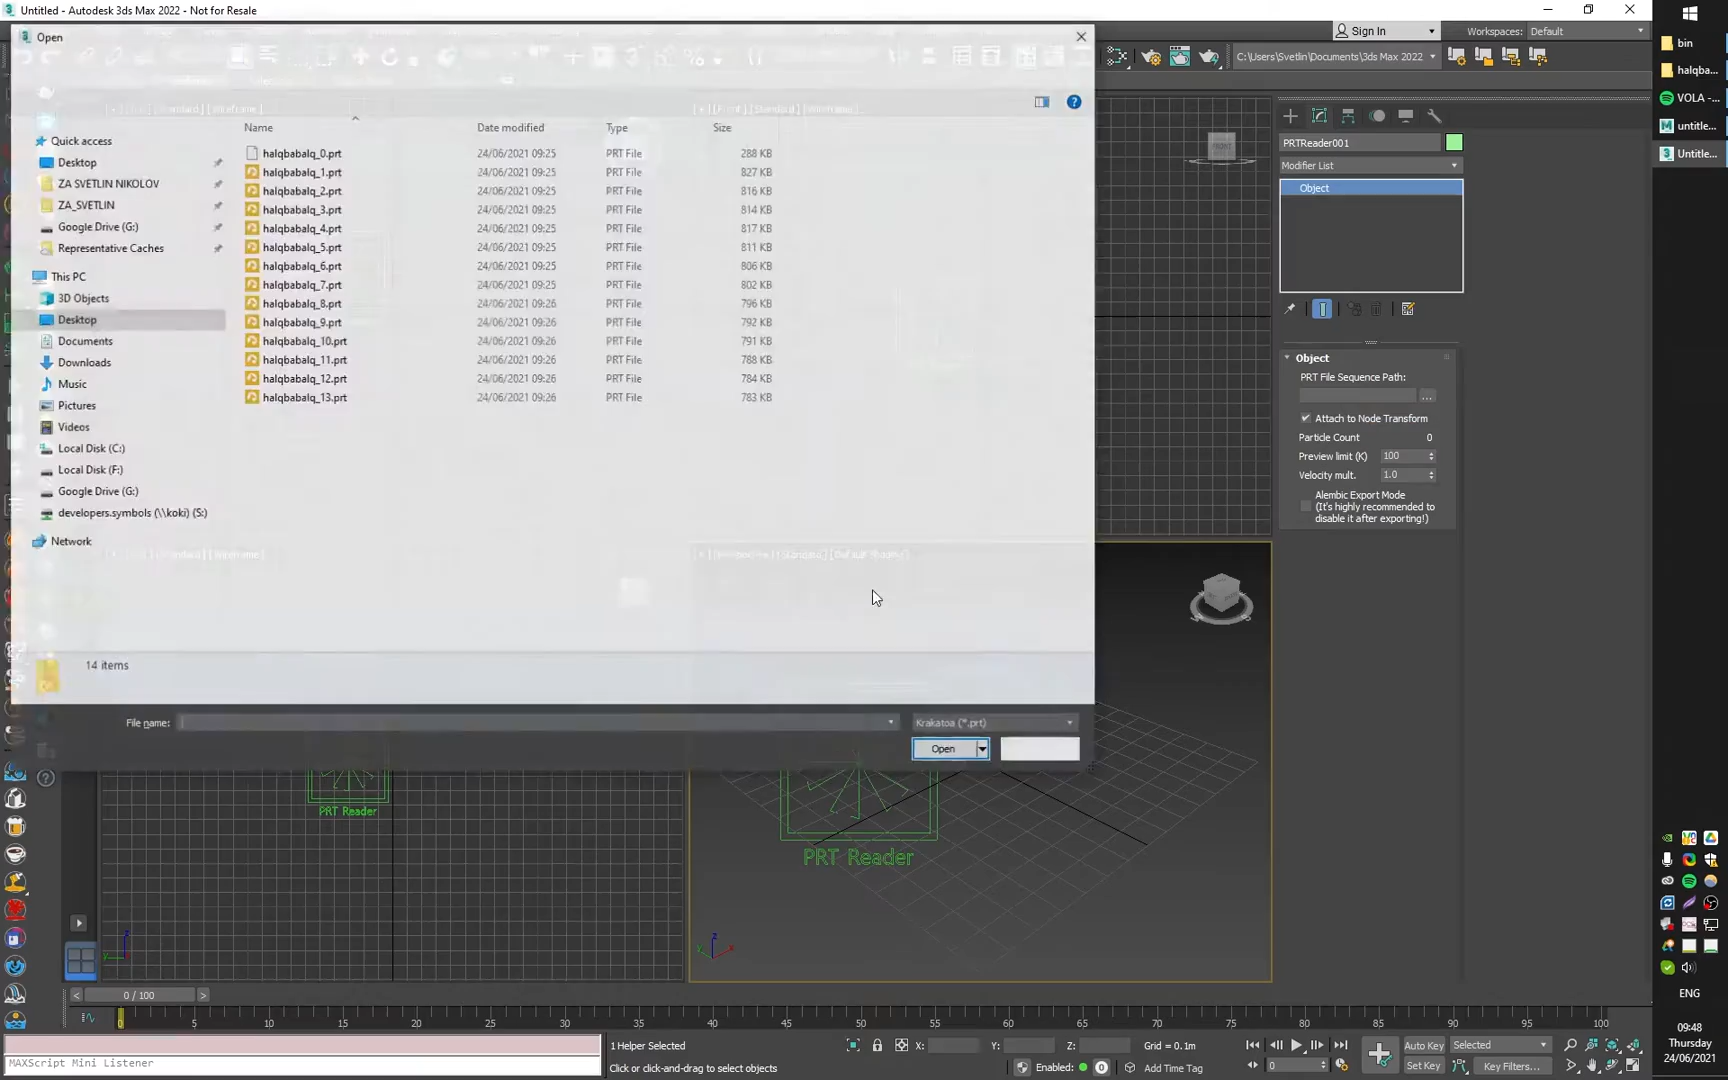 Untitled - Autodesk 3ds Max 2022 - Not for Resale
Open
Sign In
Workspaces: Default
C:\Users\Svetlin\Documents\3ds Max 2022
bin
halqba...
VOLA -...
untitle...
Untitle...
Name
Date modified
Type
Size
Quick access
Desktop
ZA SVETLIN NIKOLOV
ZA_SVETLIN
Google Drive (G:)
Representative Caches
This PC
3D Objects
Desktop
Documents
Downloads
Music
Pictures
Videos
Local Disk (C:)
Local Disk (F:)
Google Drive (G:)
developers.symbols (\\koki) (S:)
Network
halqbabalq_0.prt 24/06/2021 09:25 PRT File 288 KB
halqbabalq_1.prt 24/06/2021 09:25 PRT File 827 KB
halqbabalq_2.prt 24/06/2021 09:25 PRT File 816 KB
halqbabalq_3.prt 24/06/2021 09:25 PRT File 814 KB
halqbabalq_4.prt 24/06/2021 09:25 PRT File 817 KB
halqbabalq_5.prt 24/06/2021 09:25 PRT File 811 KB
halqbabalq_6.prt 24/06/2021 09:25 PRT File 806 KB
halqbabalq_7.prt 24/06/2021 09:25 PRT File 802 KB
halqbabalq_8.prt 24/06/2021 09:26 PRT File 796 KB
halqbabalq_9.prt 24/06/2021 09:26 PRT File 792 KB
halqbabalq_10.prt 24/06/2021 09:26 PRT File 791 KB
halqbabalq_11.prt 24/06/2021 09:26 PRT File 788 KB
halqbabalq_12.prt 24/06/2021 09:26 PRT File 784 KB
halqbabalq_13.prt 24/06/2021 09:26 PRT File 783 KB
14 items
File name:
Krakatoa (*.prt)
Open
PRTReader001
Modifier List
Object
Object
PRT File Sequence Path:
...
Attach to Node Transform
Particle Count 0
Preview limit (K) 100
Velocity mult. 1.0
Alembic Export Mode
(It's highly recommended to
disable it after exporting!)
FRONT
PRT Reader
PRT Reader
z
y
z
y
x
< 0 / 100 >
0 5 10 15 20 25 30 35 40 45 50 55 60 65 70 75 80 85 90 95 100
MAXScript Mini Listener
1 Helper Selected
Click or click-and-drag to select objects
X:
Y:
Z:
Grid = 0.1m
Enabled:
0
Add Time Tag
0
Auto Key
Selected
Set Key
Key Filters...
ENG
09:48
Thursday
24/06/2021